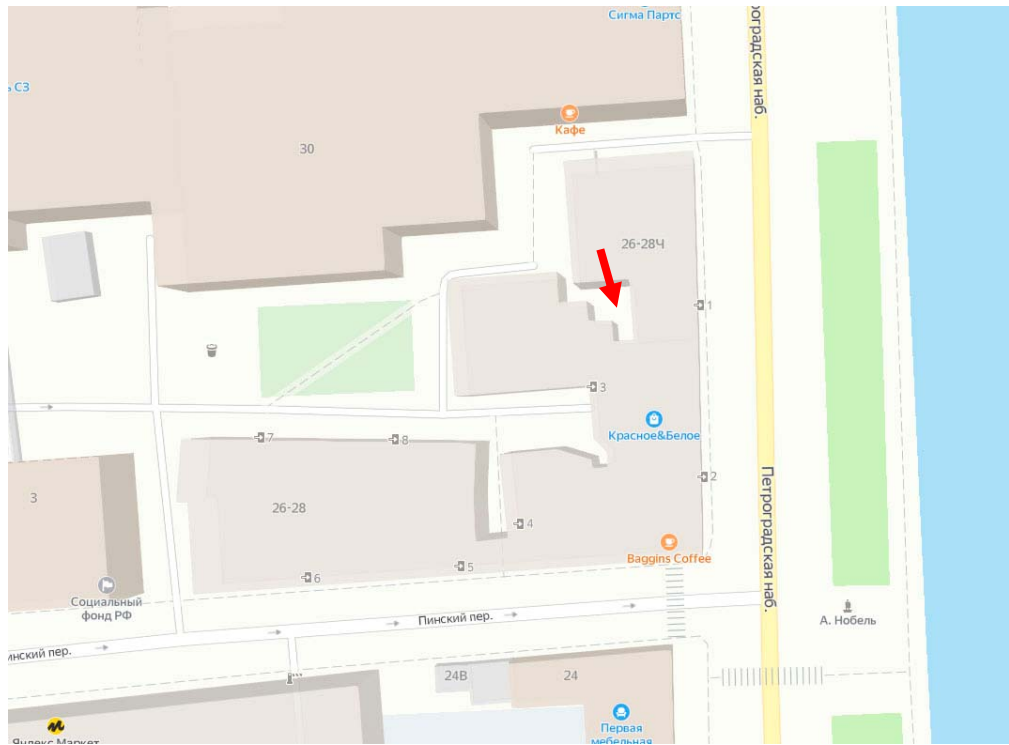 Сигма Партс
оградская наб.
ь СЗ
Кафе
30
26-28Ч
1
3
Красное&Белое
7
8
2
3
26-28
4
Петроградская наб.
Baggins Coffee
5
6
Социальный
фонд РФ
Пинский пер.
А. Нобель
инский пер.
24В
24
Первая
мебельная
Яндекс Маркет